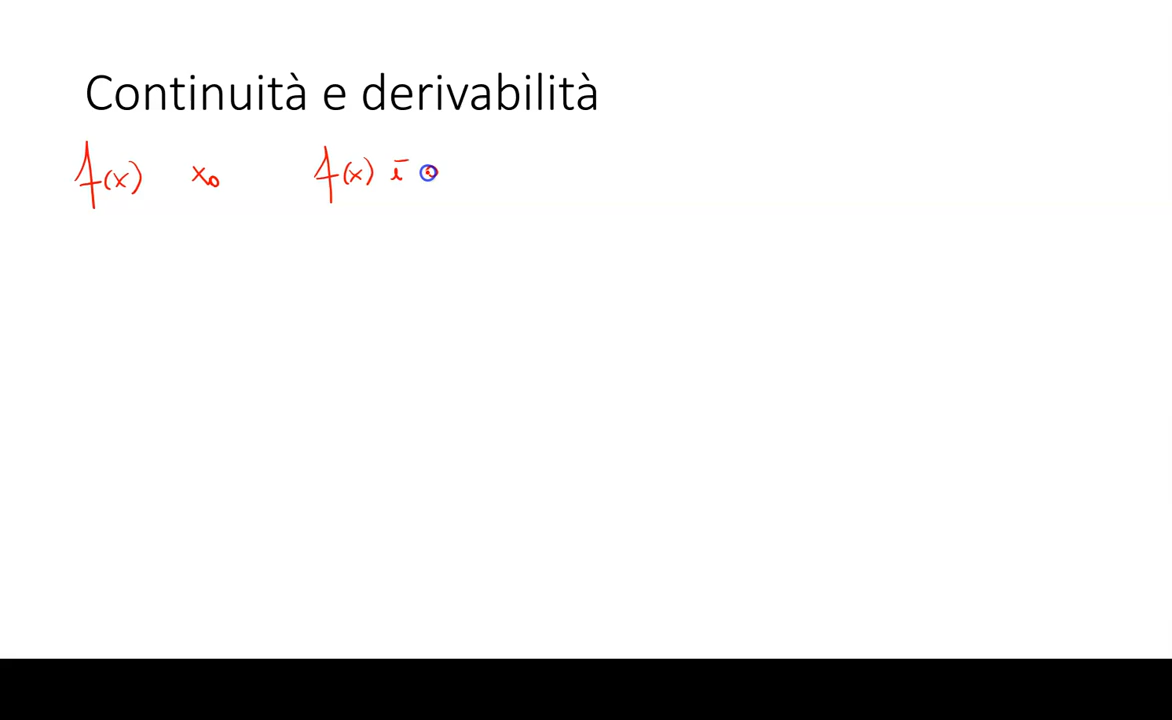 Continuità e derivabilità
f(x) x₀ f(x) è